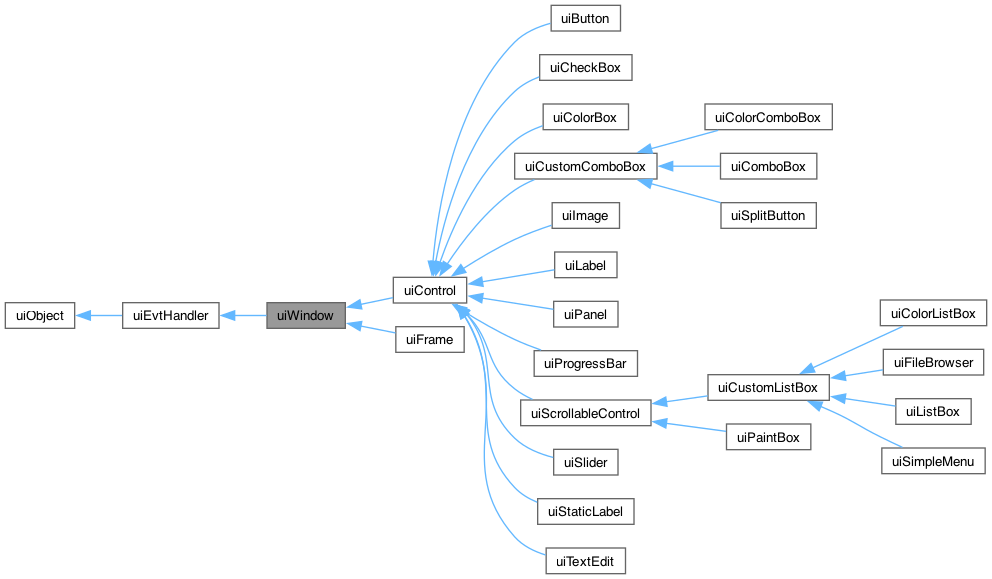 uiButton
uiCheckBox
uiColorBox
uiColorComboBox
uiCustomComboBox
uiComboBox
uiSplitButton
uiImage
uiLabel
uiControl
uiPanel
uiObject
uiEvtHandler
uiWindow
uiFrame
uiColorListBox
uiProgressBar
uiFileBrowser
uiCustomListBox
uiScrollableControl
uiListBox
uiPaintBox
uiSlider
uiSimpleMenu
uiStaticLabel
uiTextEdit